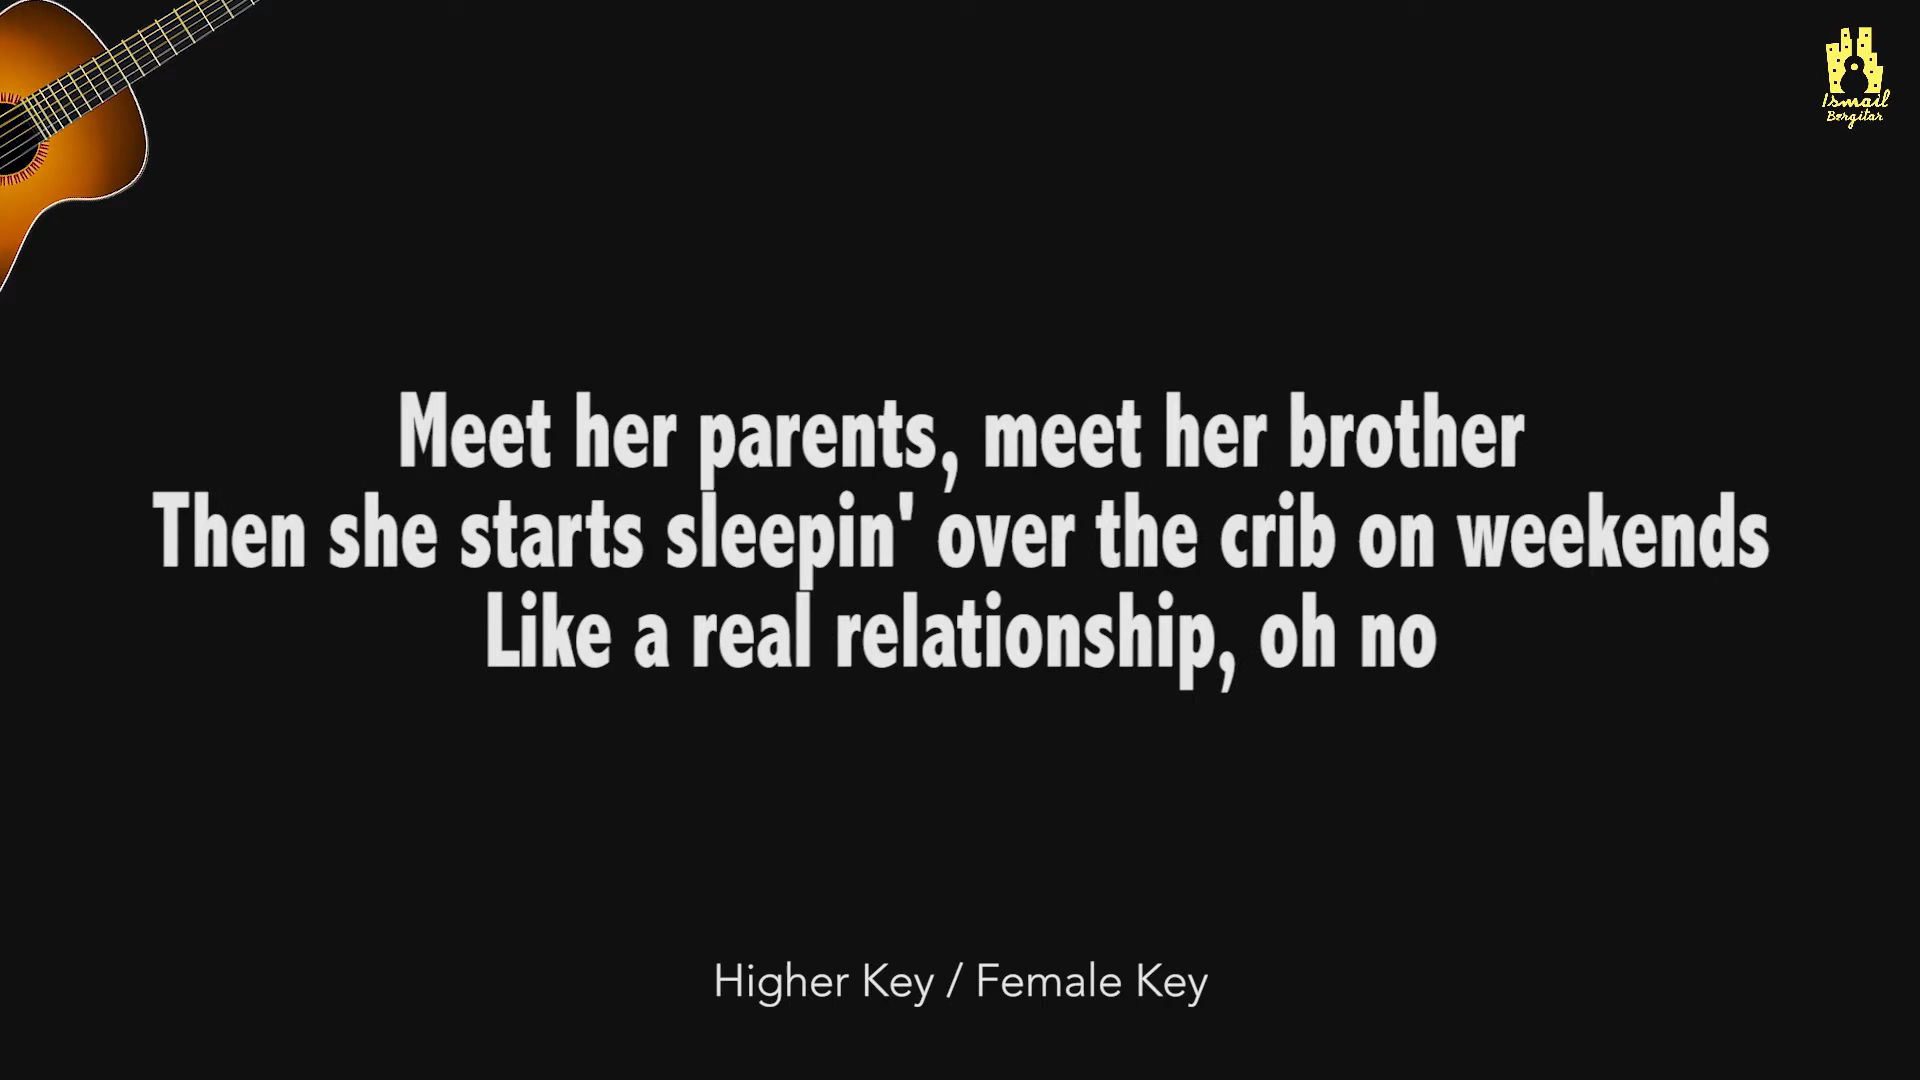 Ismail
Bergitar
Meet her parents, meet her brother
Then she starts sleepin' over the crib on weekends
Like a real relationship, oh no
Higher Key / Female Key